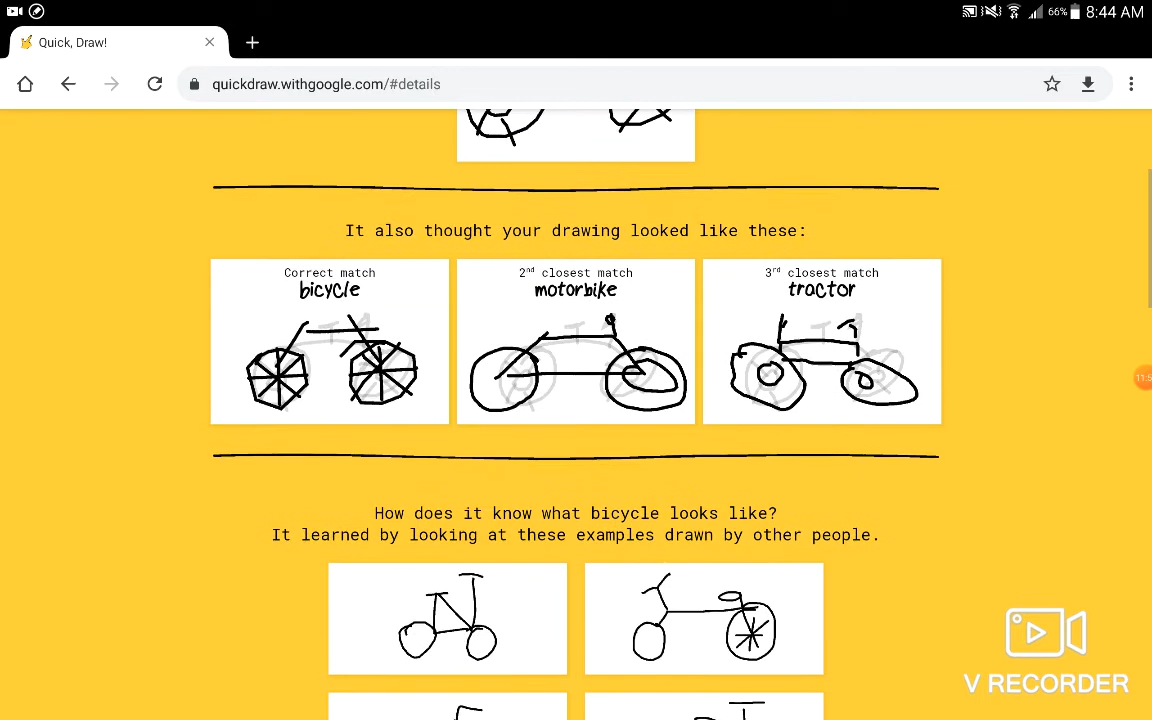 66% 8:44 AM
Quick, Draw!
quickdraw.withgoogle.com/#details
It also thought your drawing looked like these:
Correct match
bicycle
2nd closest match
motorbike
3rd closest match
tractor
How does it know what bicycle looks like?
It learned by looking at these examples drawn by other people.
V RECORDER